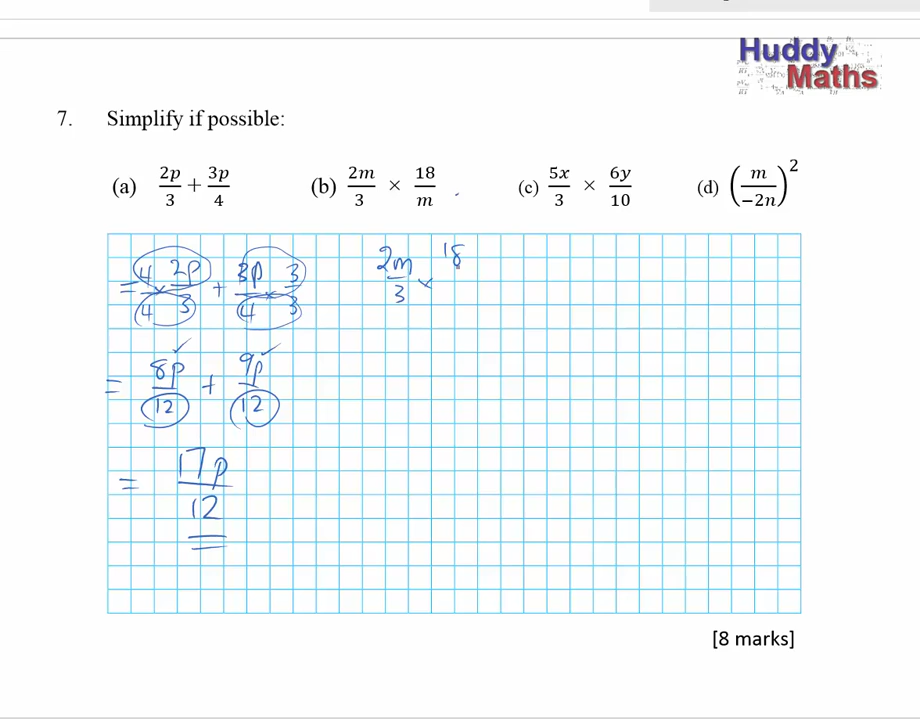 Huddy
Maths
7. Simplify if possible:
(a) 2p/3 + 3p/4 (b) 2m/3 × 18/m (c) 5x/3 × 6y/10 (d) (m/-2n)²
= 4/4 × 2p/3 + 3p/4 × 3/3
2m/3 × 18
= 8p/12 + 9p/12
= 17p/12
[8 marks]